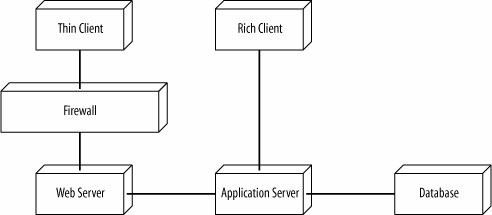 Thin Client
Rich Client
Firewall
Web Server
Application Server
Database